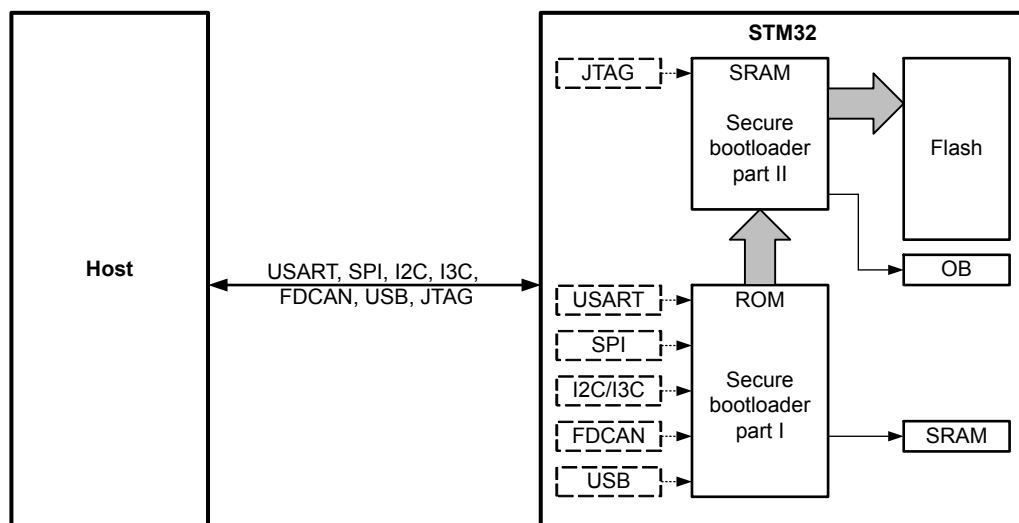 STM32
JTAG
SRAM
Secure
bootloader
part II
Flash
Host
USART, SPI, I2C, I3C,
FDCAN, USB, JTAG
OB
USART
ROM
SPI
I2C/I3C
Secure
bootloader
part I
FDCAN
SRAM
USB